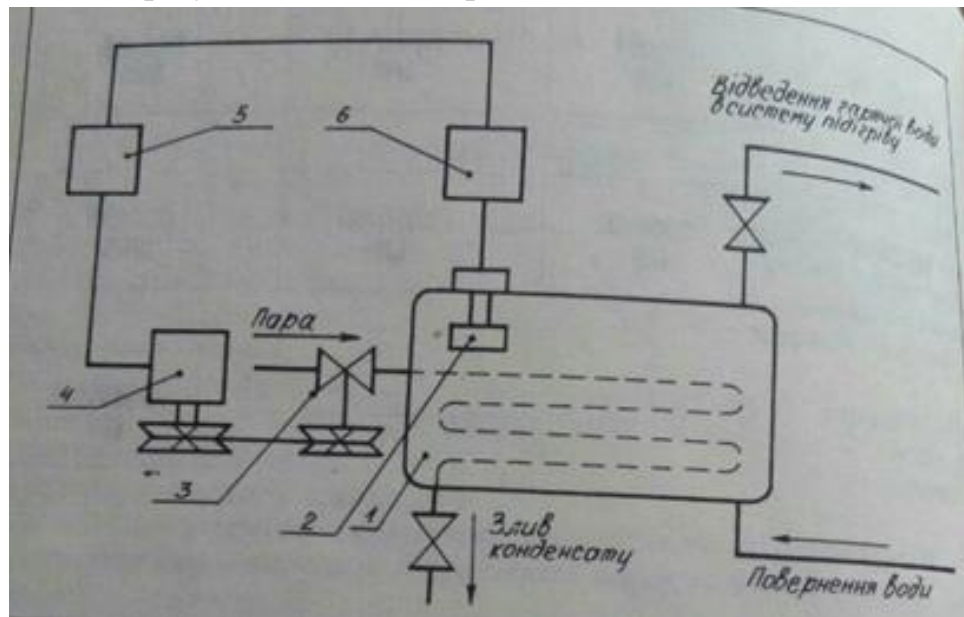 5
6
Відведення гарячої води
в систему підігріву
Пара
4
3
2
1
Злив
конденсату
Повернення води